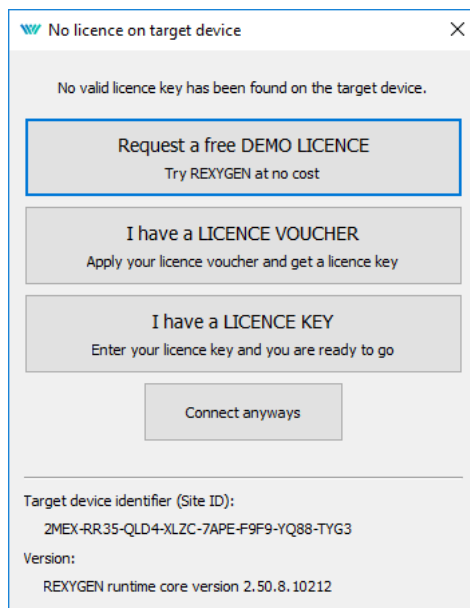 No licence on target device
No valid licence key has been found on the target device.
Request a free DEMO LICENCE
Try REXYGEN at no cost
I have a LICENCE VOUCHER
Apply your licence voucher and get a licence key
I have a LICENCE KEY
Enter your licence key and you are ready to go
Connect anyways
Target device identifier (Site ID):
2MEX-RR35-QLD4-XLZC-7APE-F9F9-YQ88-TYG3
Version:
REXYGEN runtime core version 2.50.8.10212